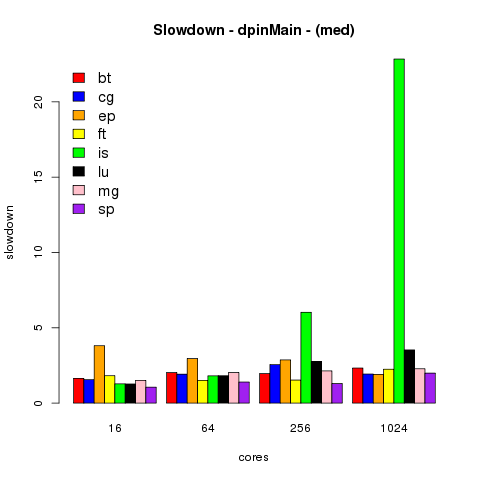 Slowdown - dpinMain - (med)
bt
cg
ep
ft
is
lu
mg
sp
slowdown
20
15
10
5
0
16 64 256 1024
cores